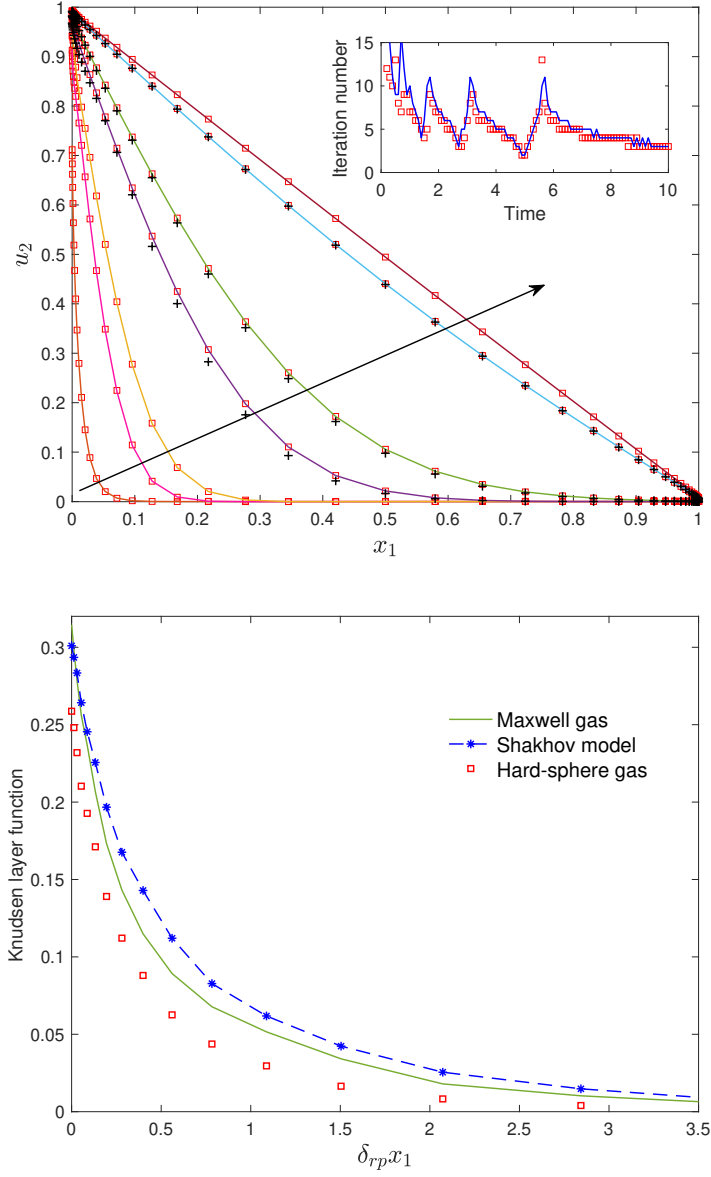 1
0.9
0.8
0.7
0.6
0.5
0.4
0.3
0.2
0.1
0
u2
0 0.1 0.2 0.3 0.4 0.5 0.6 0.7 0.8 0.9 1
x1
15
10
5
0
Iteration number
0 2 4 6 8 10
Time
0.3
0.25
0.2
0.15
0.1
0.05
0
Knudsen layer function
Maxwell gas
Shakhov model
Hard-sphere gas
0 0.5 1 1.5 2 2.5 3 3.5
δrpx1